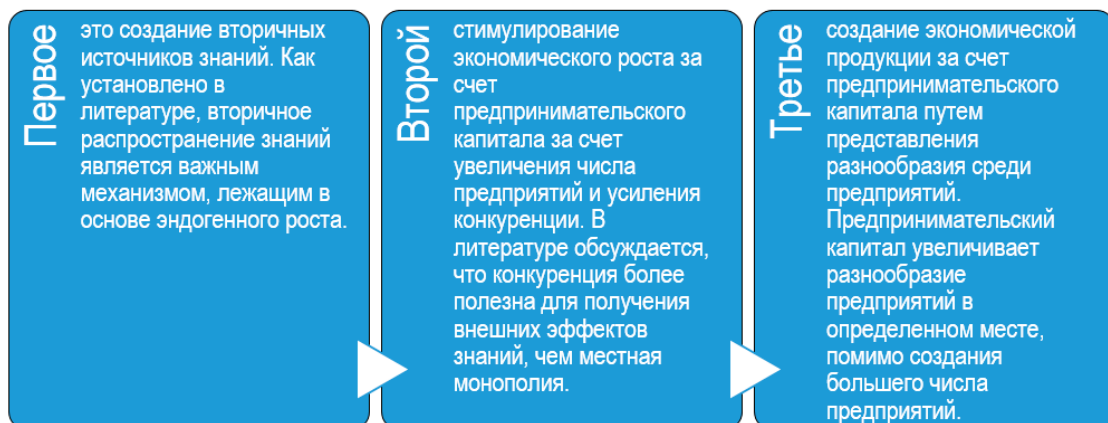 Первое
это создание вторичных
источников знаний. Как
установлено в
литературе, вторичное
распространение знаний
является важным
механизмом, лежащим в
основе эндогенного роста.
Второй
стимулирование
экономического роста за
счет
предпринимательского
капитала за счет
увеличения числа
предприятий и усиления
конкуренции. В
литературе обсуждается,
что конкуренция более
полезна для получения
внешних эффектов
знаний, чем местная
монополия.
Третье
создание экономической
продукции за счет
предпринимательского
капитала путем
представления
разнообразия среди
предприятий.
Предпринимательский
капитал увеличивает
разнообразие
предприятий в
определенном месте,
помимо создания
большего числа
предприятий.